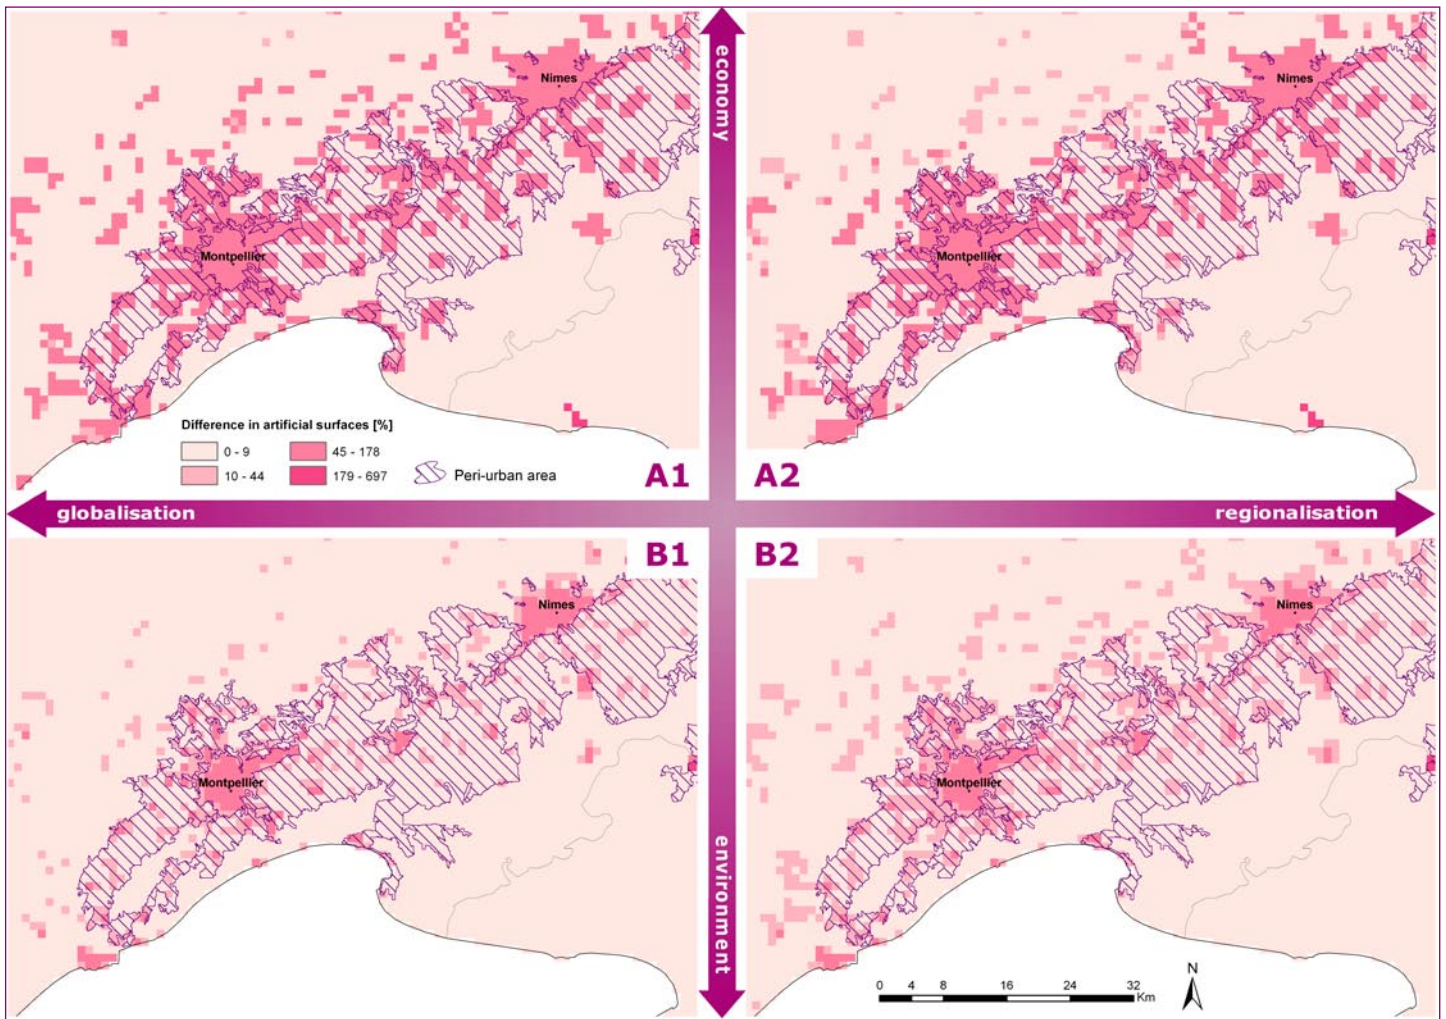 Nimes
Montpellier
Difference in artificial surfaces [%]
0 - 9
45 - 178
10 - 44
179 - 697
Peri-urban area
A1
economy
Nimes
Montpellier
A2
globalisation
regionalisation
B1
Nimes
Montpellier
environment
B2
Nimes
Montpellier
0 4 8 16 24 32
Km
N